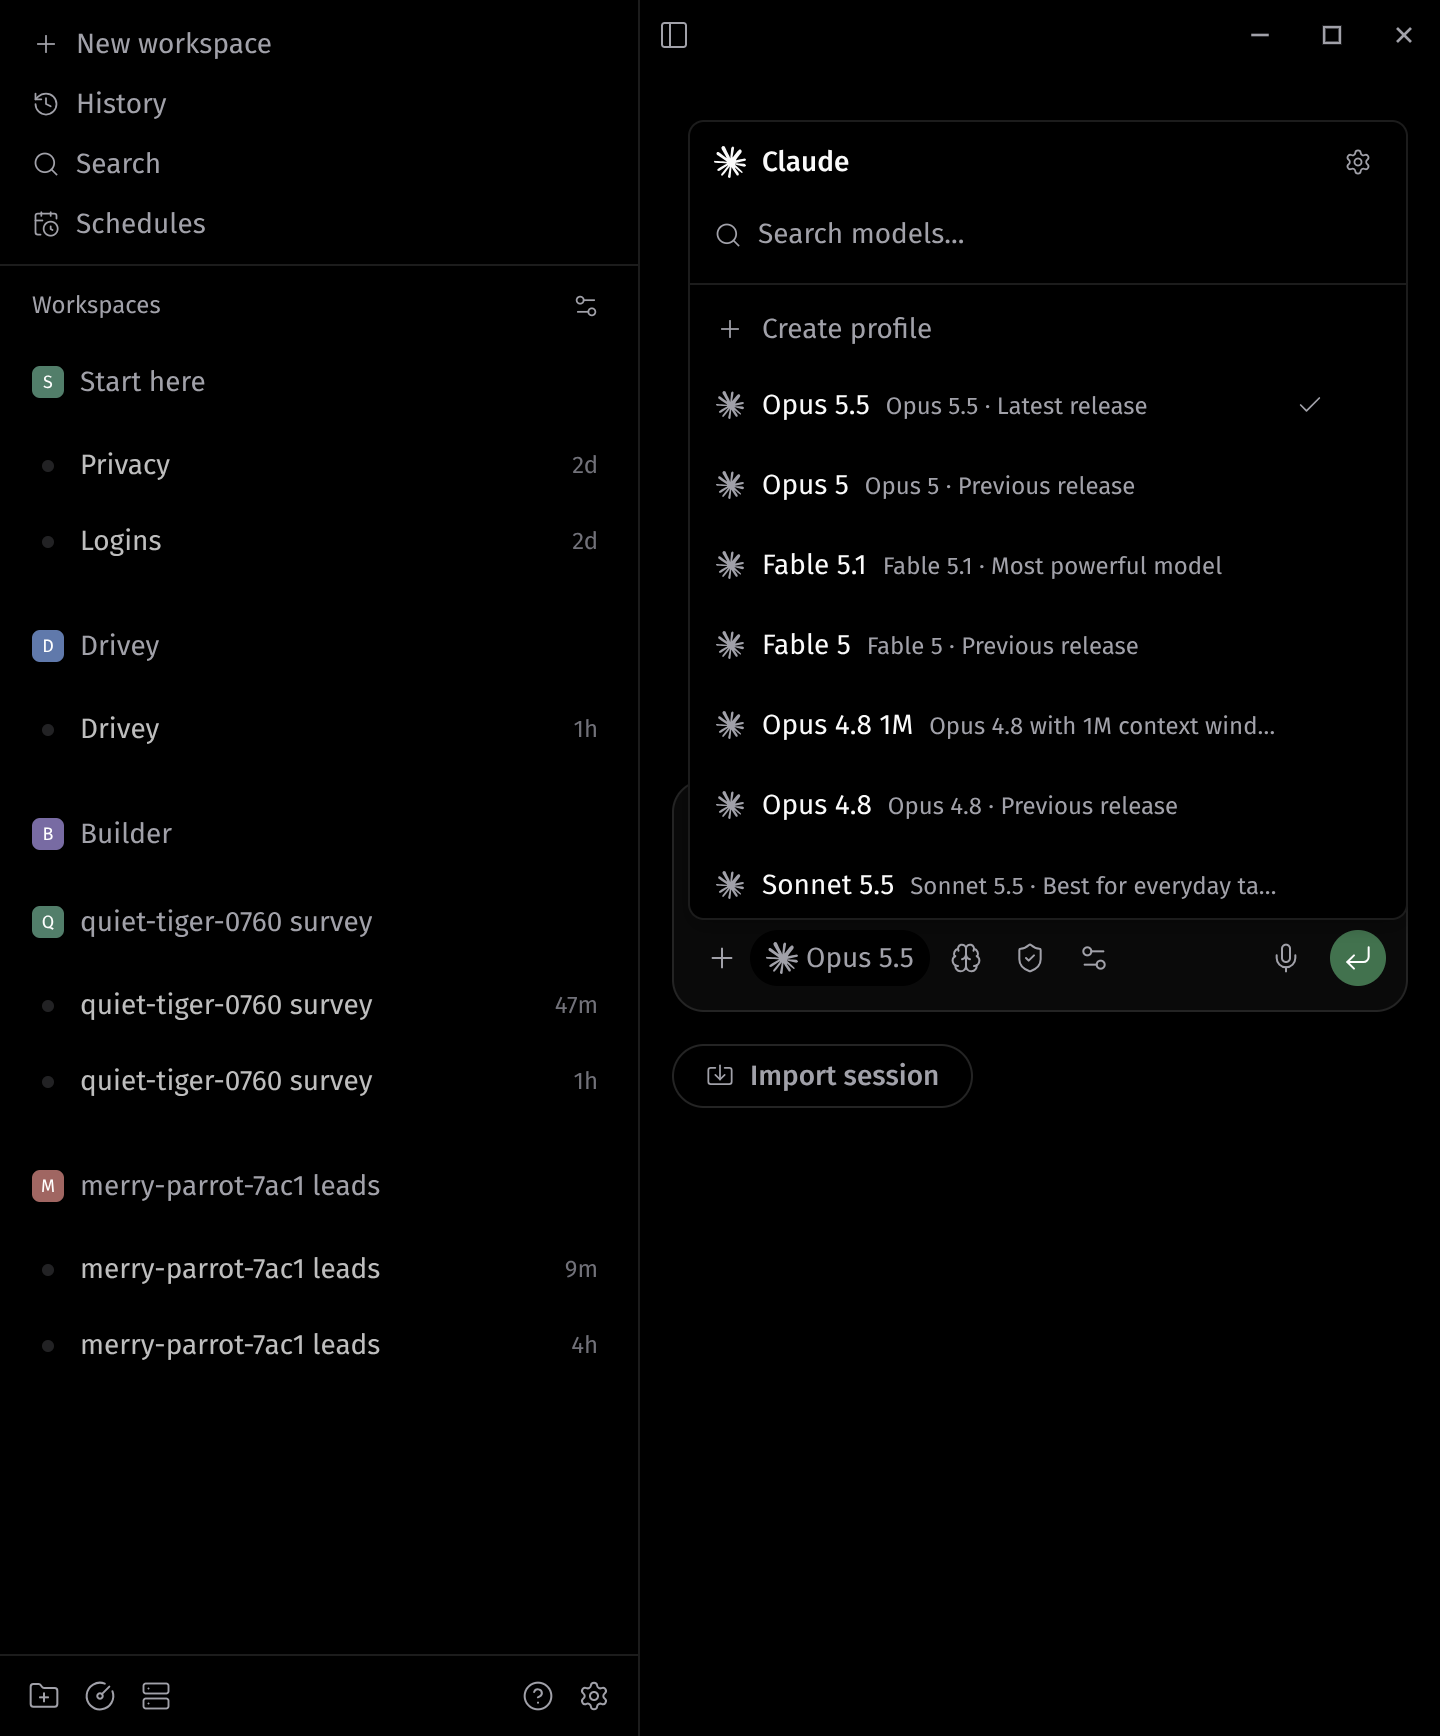 New workspace
History
Search
Schedules
Workspaces
S Start here
Privacy 2d
Logins 2d
D Drivey
Drivey 1h
B Builder
Q quiet-tiger-0760 survey
quiet-tiger-0760 survey 47m
quiet-tiger-0760 survey 1h
M merry-parrot-7ac1 leads
merry-parrot-7ac1 leads 9m
merry-parrot-7ac1 leads 4h
Claude
Search models...
Create profile
Opus 5.5 Opus 5.5 · Latest release
Opus 5 Opus 5 · Previous release
Fable 5.1 Fable 5.1 · Most powerful model
Fable 5 Fable 5 · Previous release
Opus 4.8 1M Opus 4.8 with 1M context wind...
Opus 4.8 Opus 4.8 · Previous release
Sonnet 5.5 Sonnet 5.5 · Best for everyday ta...
Opus 5.5
Import session